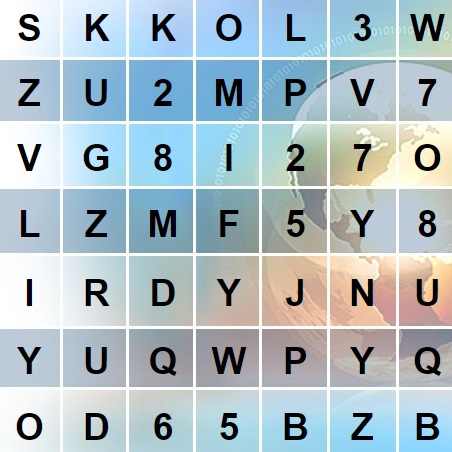 S K K O L 3 W
Z U 2 M P V 7
V G 8 I 2 7 O
L Z M F 5 Y 8
I R D Y J N U
Y U Q W P Y Q
O D 6 5 B Z B